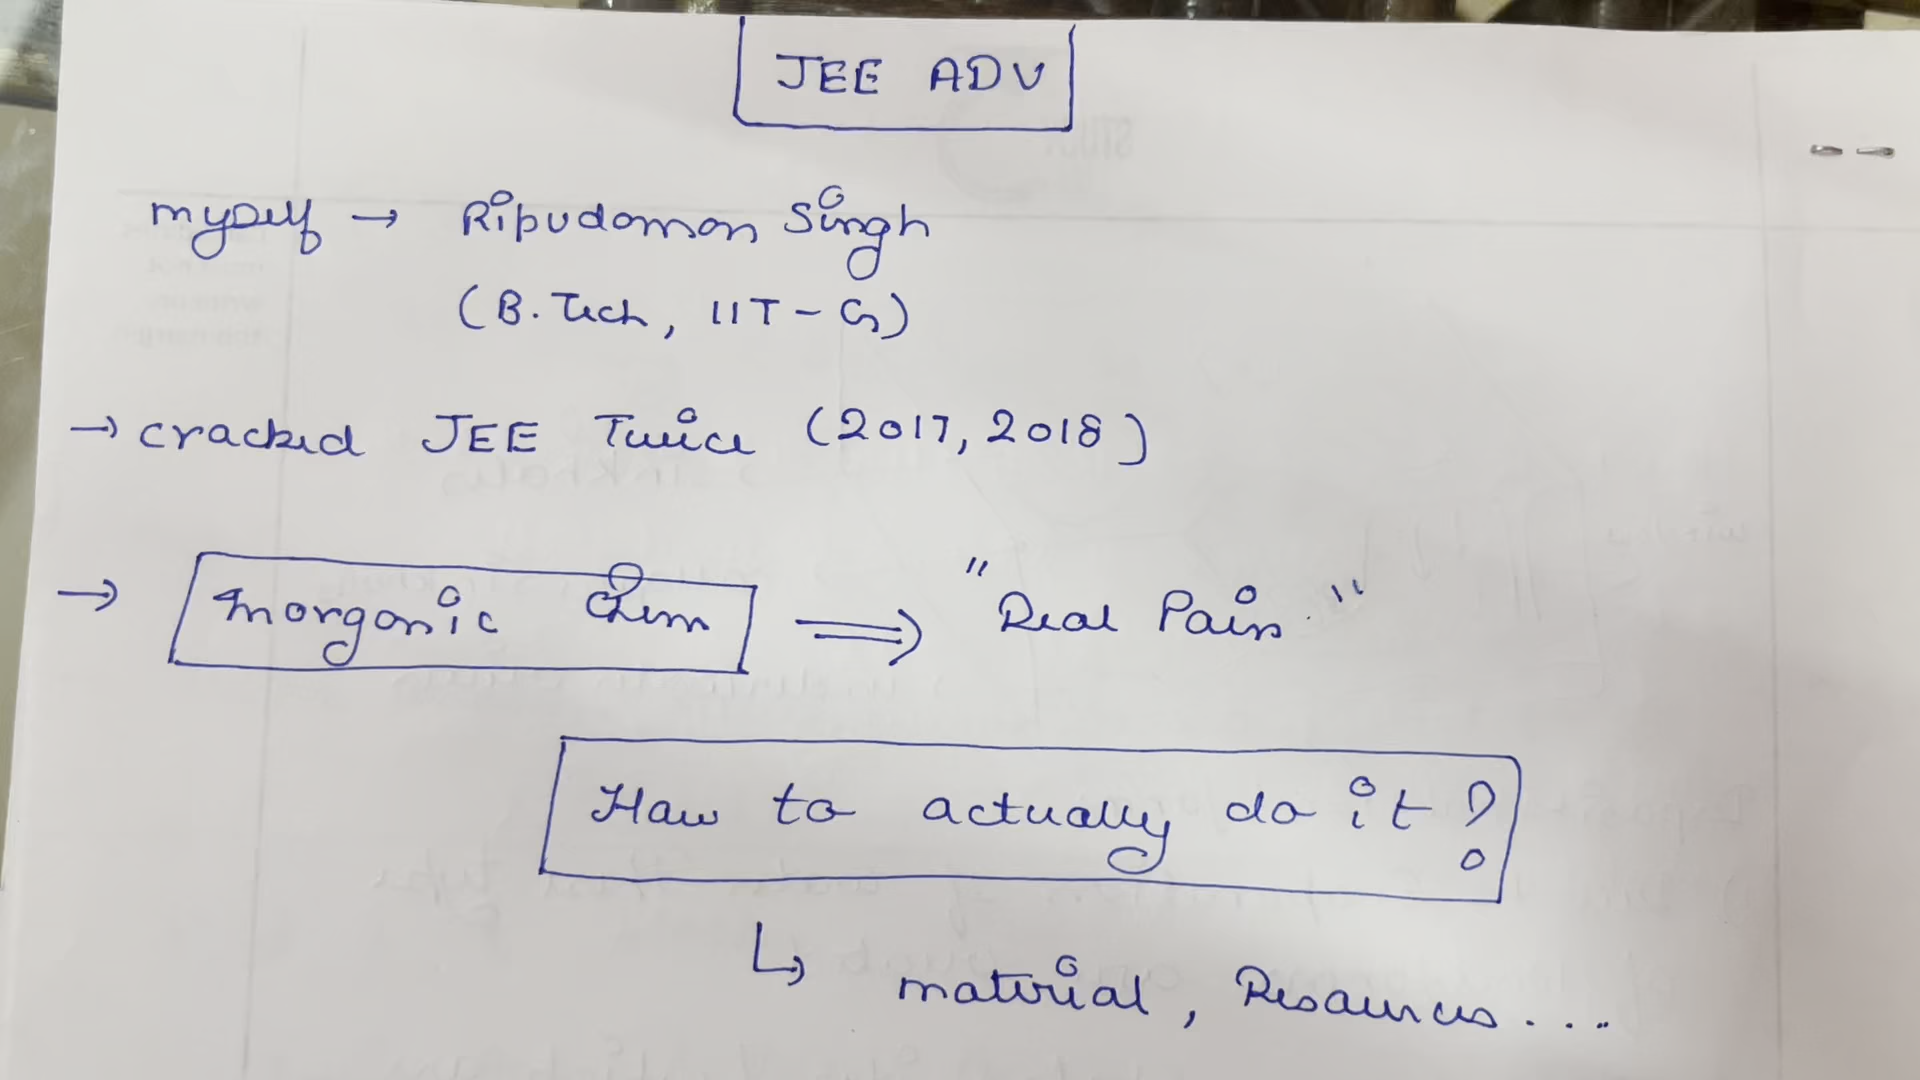 JEE ADV
myself → Ripudaman Singh
(B.Tech, IIT-G)
→ cracked JEE Twice (2017, 2018)
→ Inorganic Chem ⇒ "Real Pain."
How to actually do it?
↳ material, Resources....